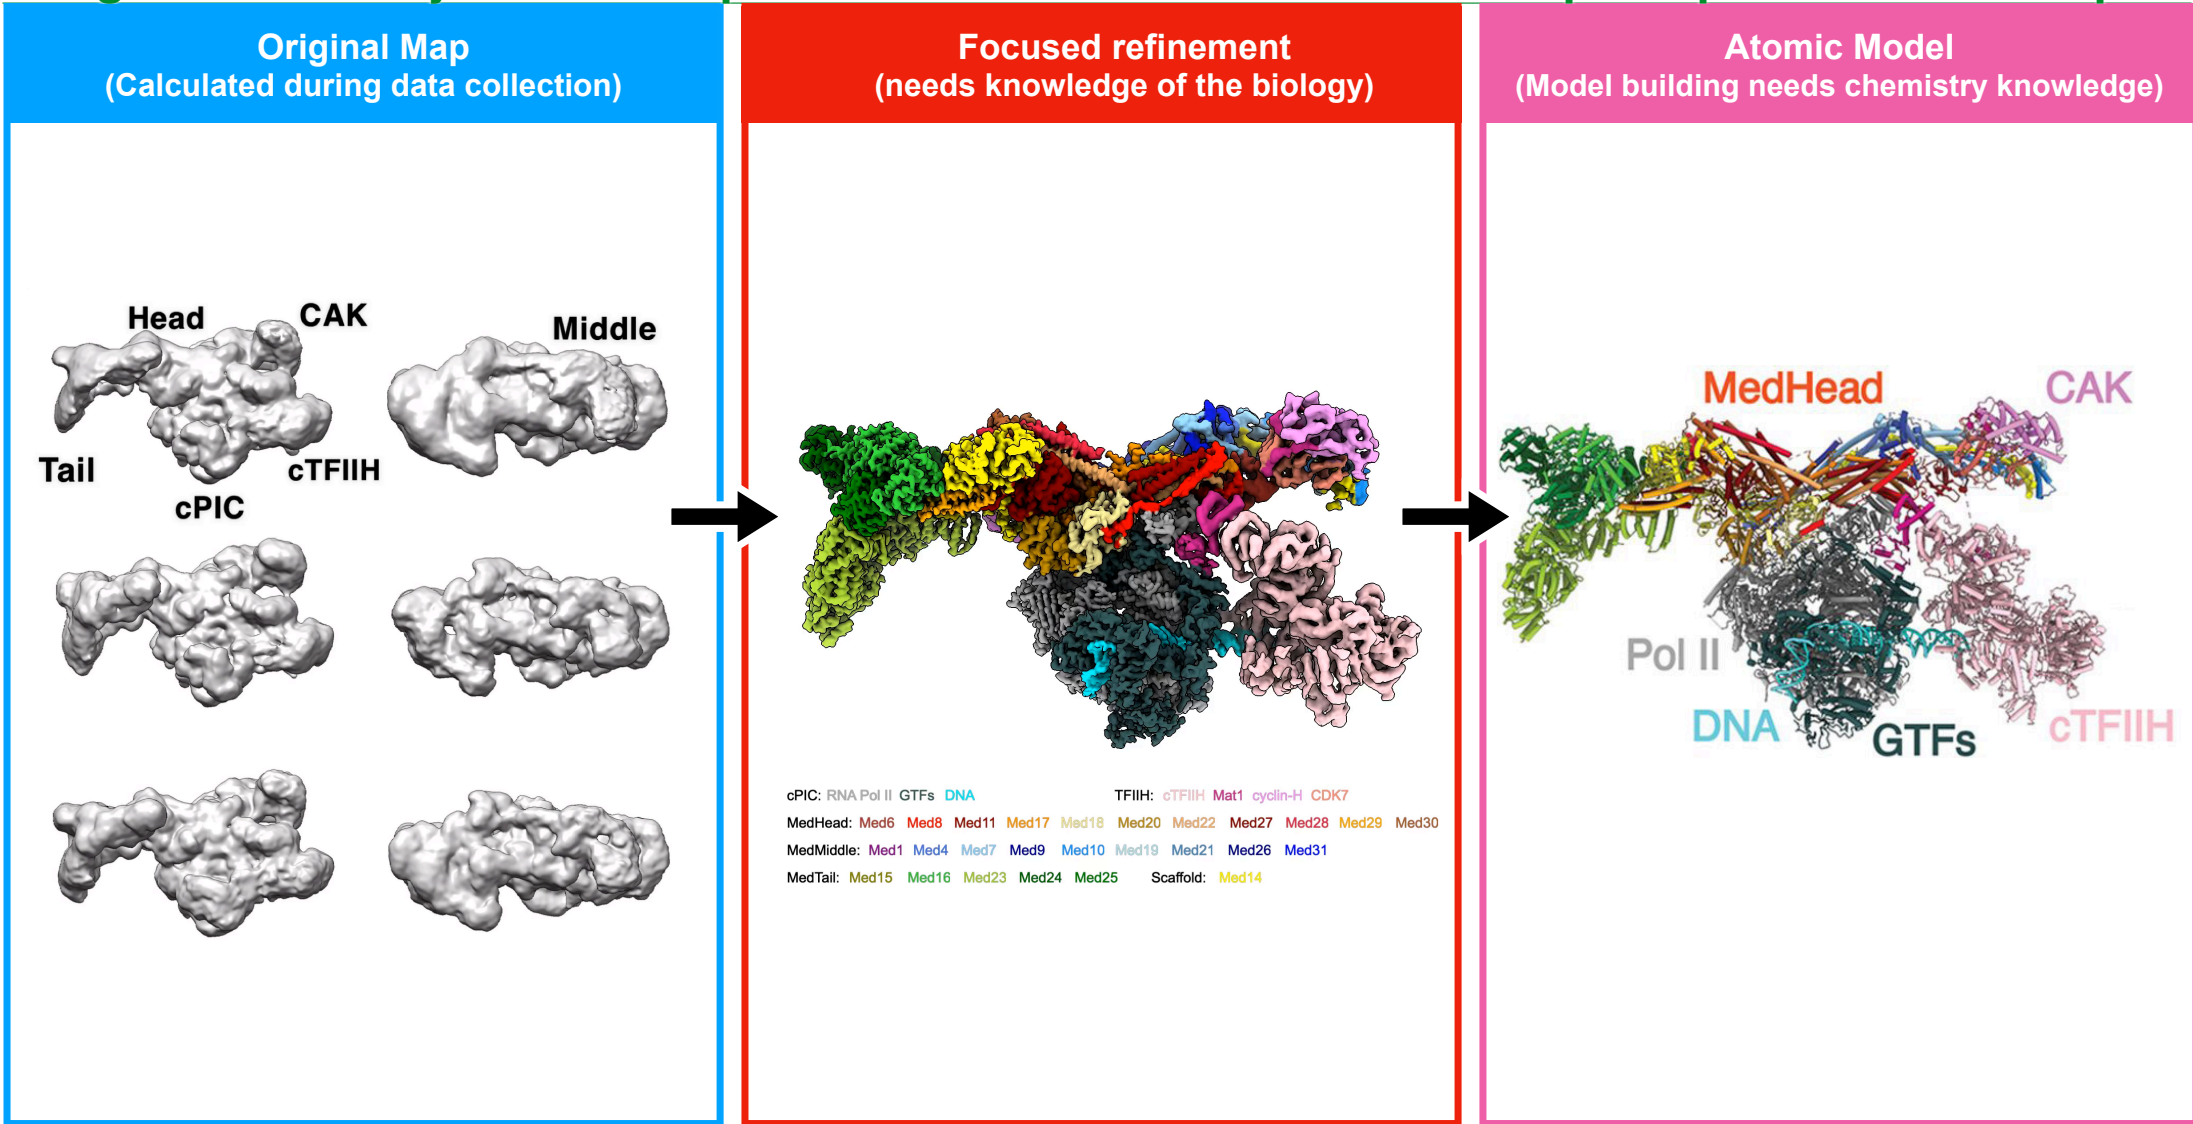 Original Map
(Calculated during data collection)
Head
CAK
Middle
Tail
cTFIIH
cPIC
Focused refinement
(needs knowledge of the biology)
cPIC: RNA Pol II GTFs DNA TFIIH: cTFIIH Mat1 cyclin-H CDK7
MedHead: Med6 Med8 Med11 Med17 Med18 Med20 Med22 Med27 Med28 Med29 Med30
MedMiddle: Med1 Med4 Med7 Med9 Med10 Med19 Med21 Med26 Med31
MedTail: Med15 Med16 Med23 Med24 Med25 Scaffold: Med14
Atomic Model
(Model building needs chemistry knowledge)
MedHead
CAK
Pol II
DNA
GTFs
cTFIIH